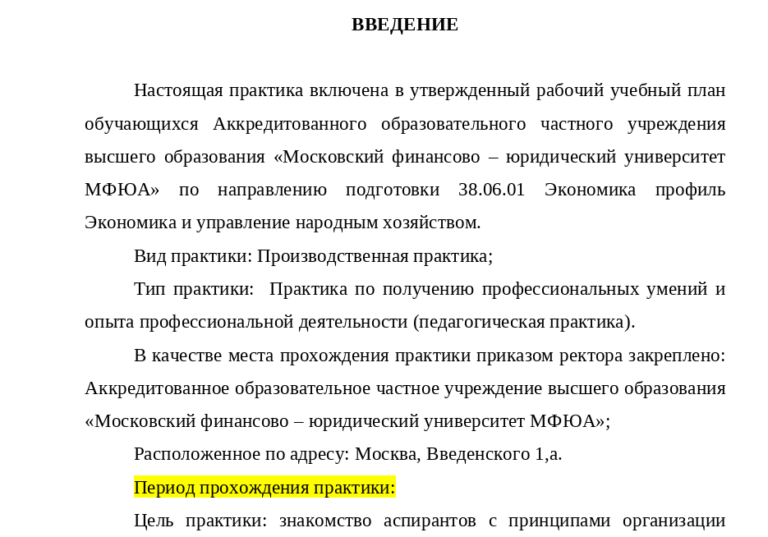 ВВЕДЕНИЕ
Настоящая практика включена в утвержденный рабочий учебный план
обучающихся Аккредитованного образовательного частного учреждения
высшего образования «Московский финансово – юридический университет
МФЮА» по направлению подготовки 38.06.01 Экономика профиль
Экономика и управление народным хозяйством.
Вид практики: Производственная практика;
Тип практики: Практика по получению профессиональных умений и
опыта профессиональной деятельности (педагогическая практика).
В качестве места прохождения практики приказом ректора закреплено:
Аккредитованное образовательное частное учреждение высшего образования
«Московский финансово – юридический университет МФЮА»;
Расположенное по адресу: Москва, Введенского 1,а.
Период прохождения практики:
Цель практики: знакомство аспирантов с принципами организации